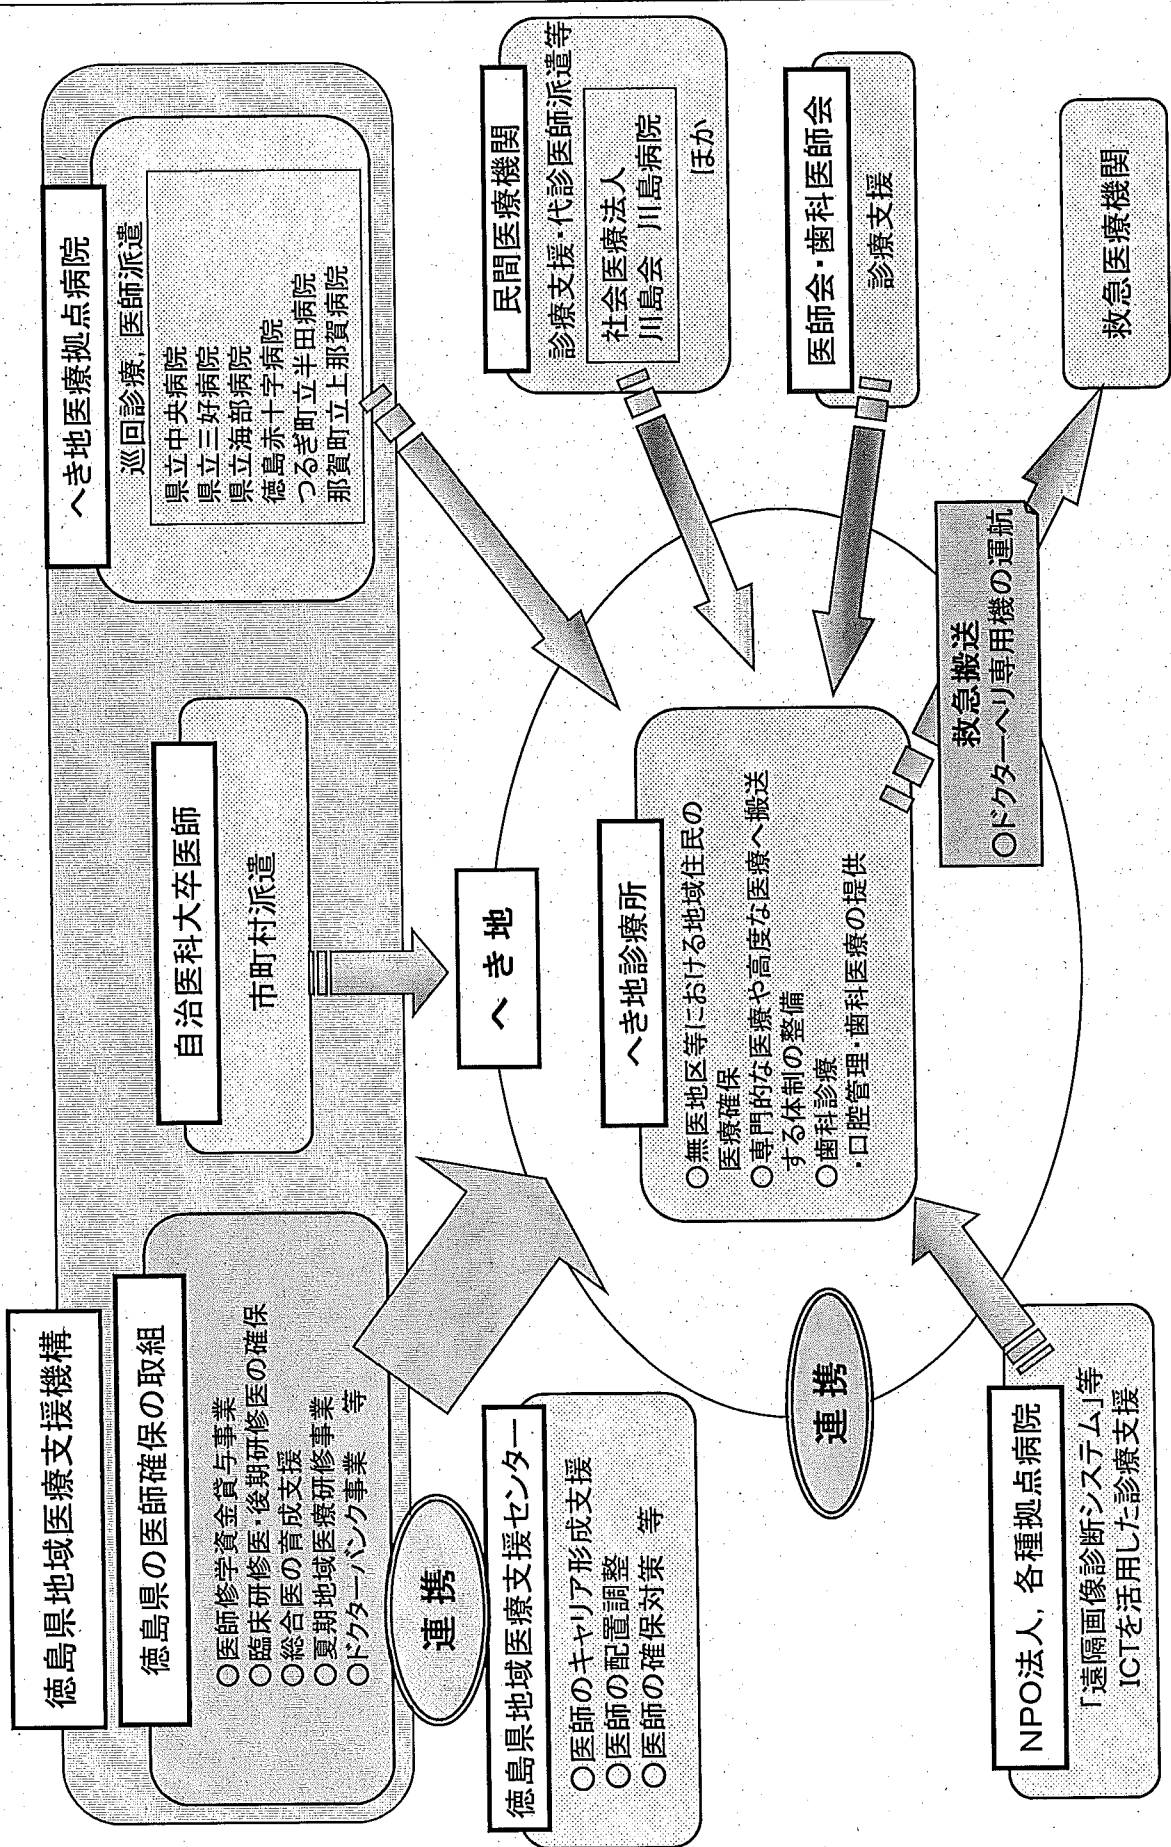 徳島県地域医療支援機構
徳島県の医師確保の取組
○医師修学資金貸与事業
○臨床研修医・後期研修医の確保
○総合医の育成支援
○夏期地域医療研修事業
○ドクターバンク事業 等
自治医科大卒医師
市町村派遣
へき地医療拠点病院
巡回診療，医師派遣
県立中央病院
県立三好病院
県立海部病院
徳島赤十字病院
つるぎ町立半田病院
那賀町立上那賀病院
連携
徳島県地域医療支援センター
○医師のキャリア形成支援
○医師の配置調整
○医師の確保対策 等
へき地
民間医療機関
診療支援・代診医師派遣等
社会医療法人
川島会 川島病院
ほか
へき地診療所
○無医地区等における地域住民の
医療確保
○専門的な医療や高度な医療へ搬送
する体制の整備
○歯科診療
・口腔管理・歯科医療の提供
医師会・歯科医師会
診療支援
連携
救急搬送
○ドクターヘリ専用機の運航
救急医療機関
NPO法人，各種拠点病院
「遠隔画像診断システム」等
ICTを活用した診療支援